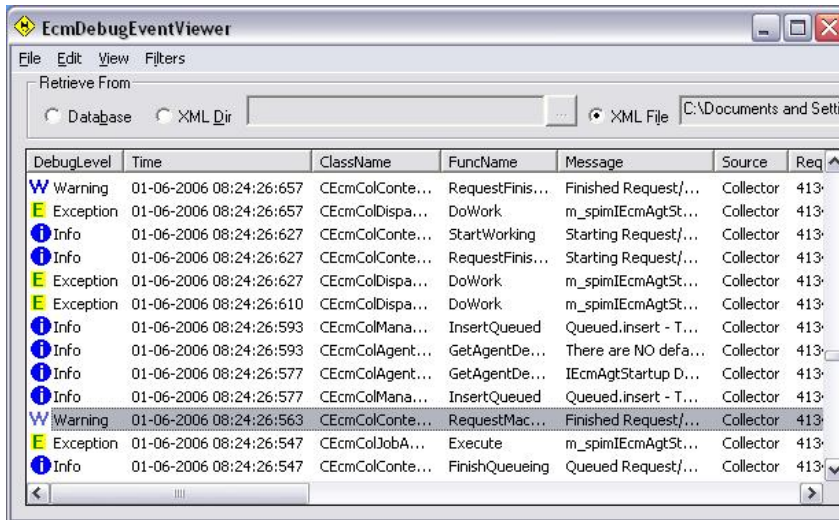 EcmDebugEventViewer
File Edit View Filters
Retrieve From
Database XML Dir ... XML File C:\Documents and Setti
DebugLevel Time ClassName FuncName Message Source Req
W Warning 01-06-2006 08:24:26:657 CEcmColConte... RequestFinis... Finished Request/... Collector 413
E Exception 01-06-2006 08:24:26:657 CEcmColDispa... DoWork m_spimIEcmAgtSt... Collector 413
i Info 01-06-2006 08:24:26:627 CEcmColConte... StartWorking Starting Request/... Collector 413
i Info 01-06-2006 08:24:26:627 CEcmColConte... RequestFinis... Starting Request/... Collector 413
E Exception 01-06-2006 08:24:26:627 CEcmColDispa... DoWork m_spimIEcmAgtSt... Collector 413
E Exception 01-06-2006 08:24:26:610 CEcmColDispa... DoWork m_spimIEcmAgtSt... Collector 413
i Info 01-06-2006 08:24:26:593 CEcmColMana... InsertQueued Queued.insert - T... Collector 413
i Info 01-06-2006 08:24:26:593 CEcmColAgent... GetAgentDe... There are NO defa... Collector 413
i Info 01-06-2006 08:24:26:577 CEcmColAgent... GetAgentDe... IEcmAgtStartup D... Collector 413
i Info 01-06-2006 08:24:26:577 CEcmColMana... InsertQueued Queued.insert - T... Collector 413
W Warning 01-06-2006 08:24:26:563 CEcmColConte... RequestMac... Finished Request/... Collector 413
E Exception 01-06-2006 08:24:26:547 CEcmColJobA... Execute m_spimIEcmAgtSt... Collector 413
i Info 01-06-2006 08:24:26:547 CEcmColConte... FinishQueueing Queued Request/... Collector 413